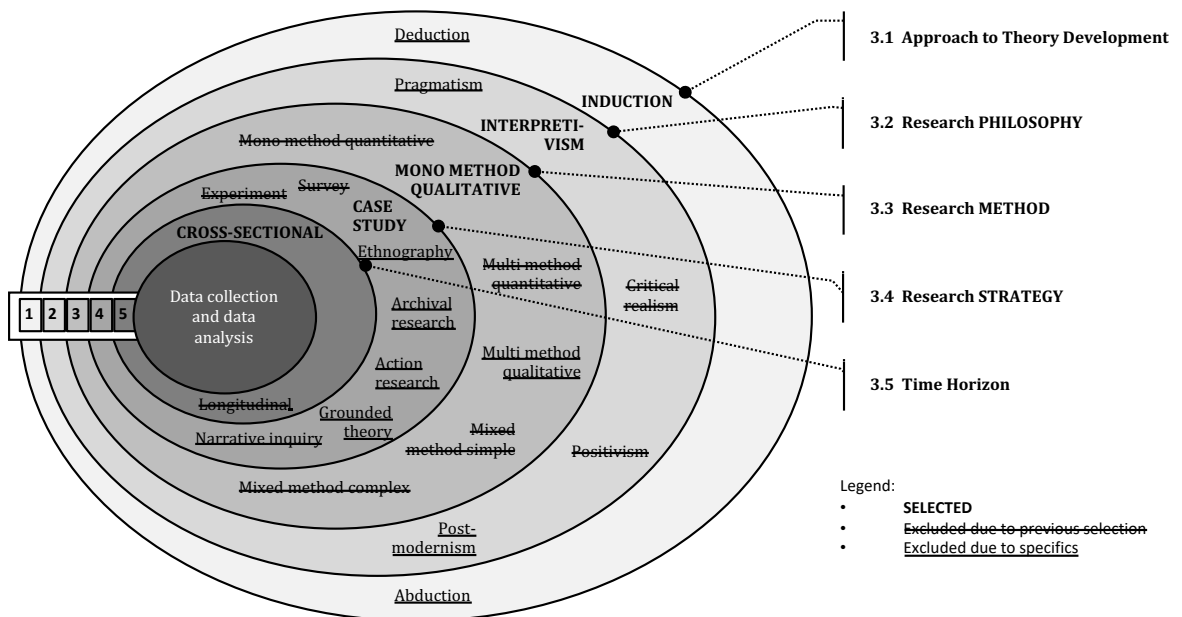 Deduction
Pragmatism
INDUCTION
INTERPRETI-
VISM
Mono method quantitative
MONO METHOD
QUALITATIVE
Experiment
Survey
CASE
STUDY
CROSS-SECTIONAL
Ethnography
Multi method
quantitative
Critical
realism
Data collection
and data
analysis
1 2 3 4 5
Archival
research
Multi method
qualitative
Action
research
Longitudinal
Grounded
theory
Narrative inquiry
Mixed
method simple
Positivism
Mixed method complex
Post-
modernism
Abduction
3.1 Approach to Theory Development
3.2 Research PHILOSOPHY
3.3 Research METHOD
3.4 Research STRATEGY
3.5 Time Horizon
Legend:
• SELECTED
• Excluded due to previous selection
• Excluded due to specifics